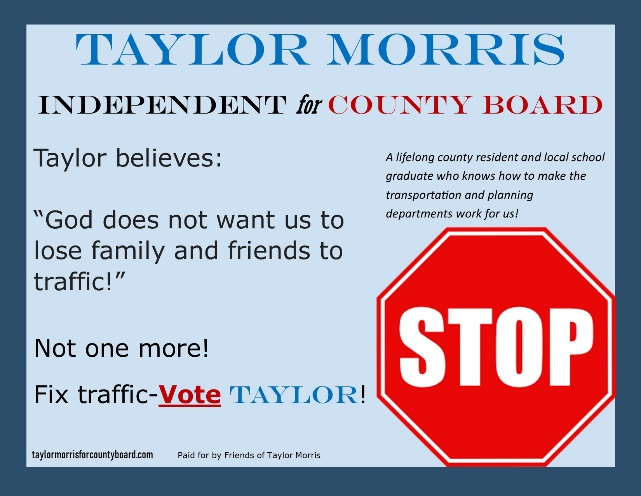 TAYLOR MORRIS
INDEPENDENT for COUNTY BOARD
Taylor believes:
“God does not want us to
lose family and friends to
traffic!”
Not one more!
Fix traffic-Vote TAYLOR!
A lifelong county resident and local school
graduate who knows how to make the
transportation and planning
departments work for us!
STOP
taylormorrisforcountyboard.com
Paid for by Friends of Taylor Morris